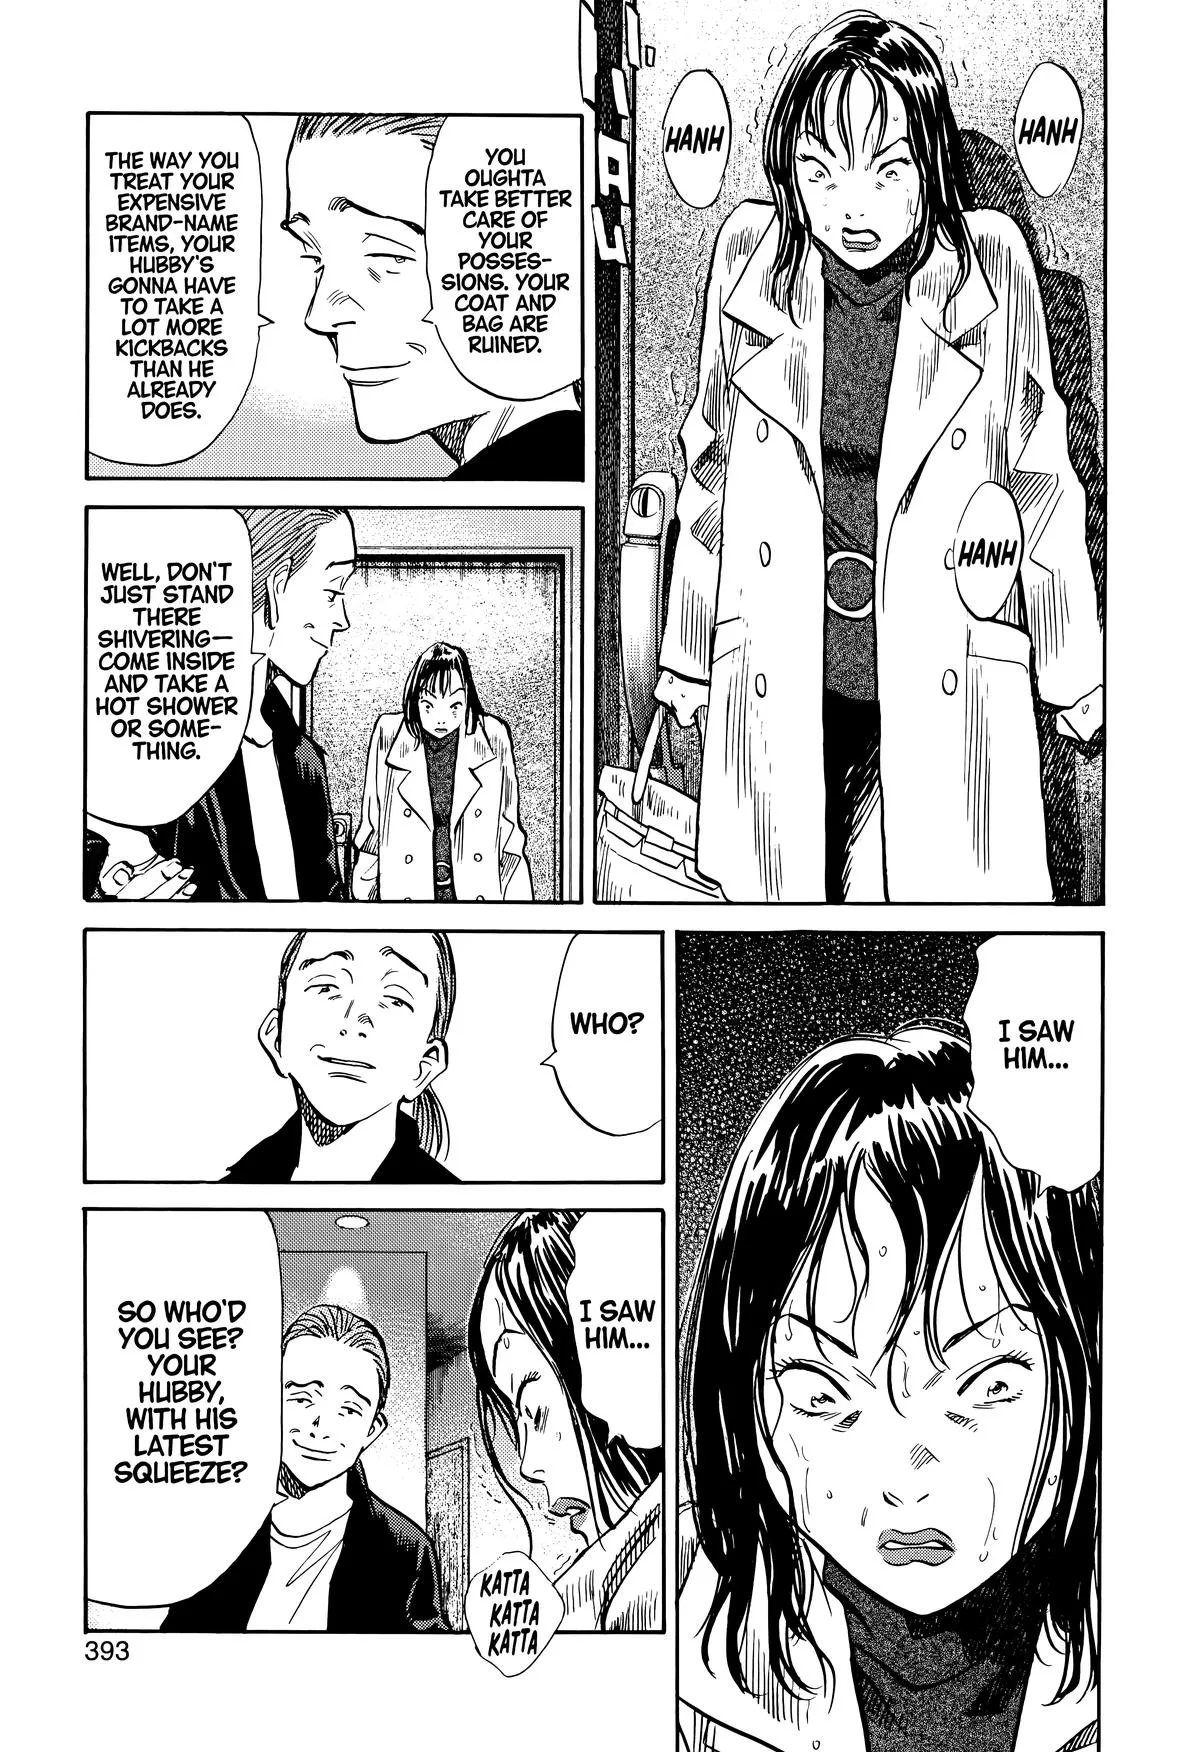 HANH
HANH
HANH
YOU
OUGHTA
TAKE BETTER
CARE OF
YOUR
POSSES-
SIONS. YOUR
COAT AND
BAG ARE
RUINED.
THE WAY YOU
TREAT YOUR
EXPENSIVE
BRAND-NAME
ITEMS, YOUR
HUBBY'S
GONNA HAVE
TO TAKE A
LOT MORE
KICKBACKS
THAN HE
ALREADY
DOES.
WELL, DON'T
JUST STAND
THERE
SHIVERING—
COME INSIDE
AND TAKE A
HOT SHOWER
OR SOME-
THING.
I SAW
HIM...
WHO?
I SAW
HIM...
KATTA
KATTA
KATTA
SO WHO'D
YOU SEE?
YOUR
HUBBY,
WITH HIS
LATEST
SQUEEZE?
393